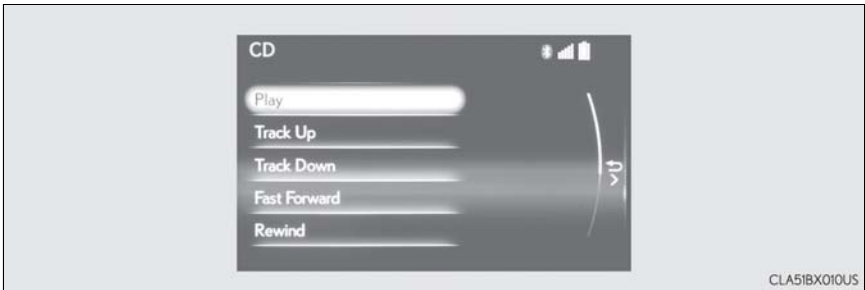 CD
Play
Track Up
Track Down
Fast Forward
Rewind
CLA51BX010US